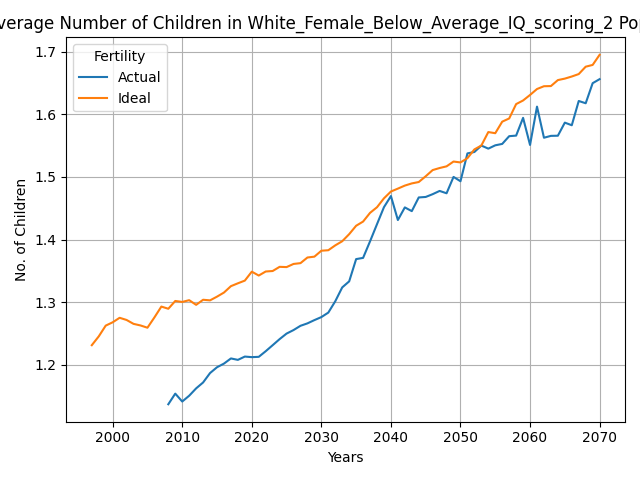 verage Number of Children in White_Female_Below_Average_IQ_scoring_2 Po
1.7
1.6
1.5
1.4
1.3
1.2
No. of Children
Fertility
Actual
Ideal
2000 2010 2020 2030 2040 2050 2060 2070
Years